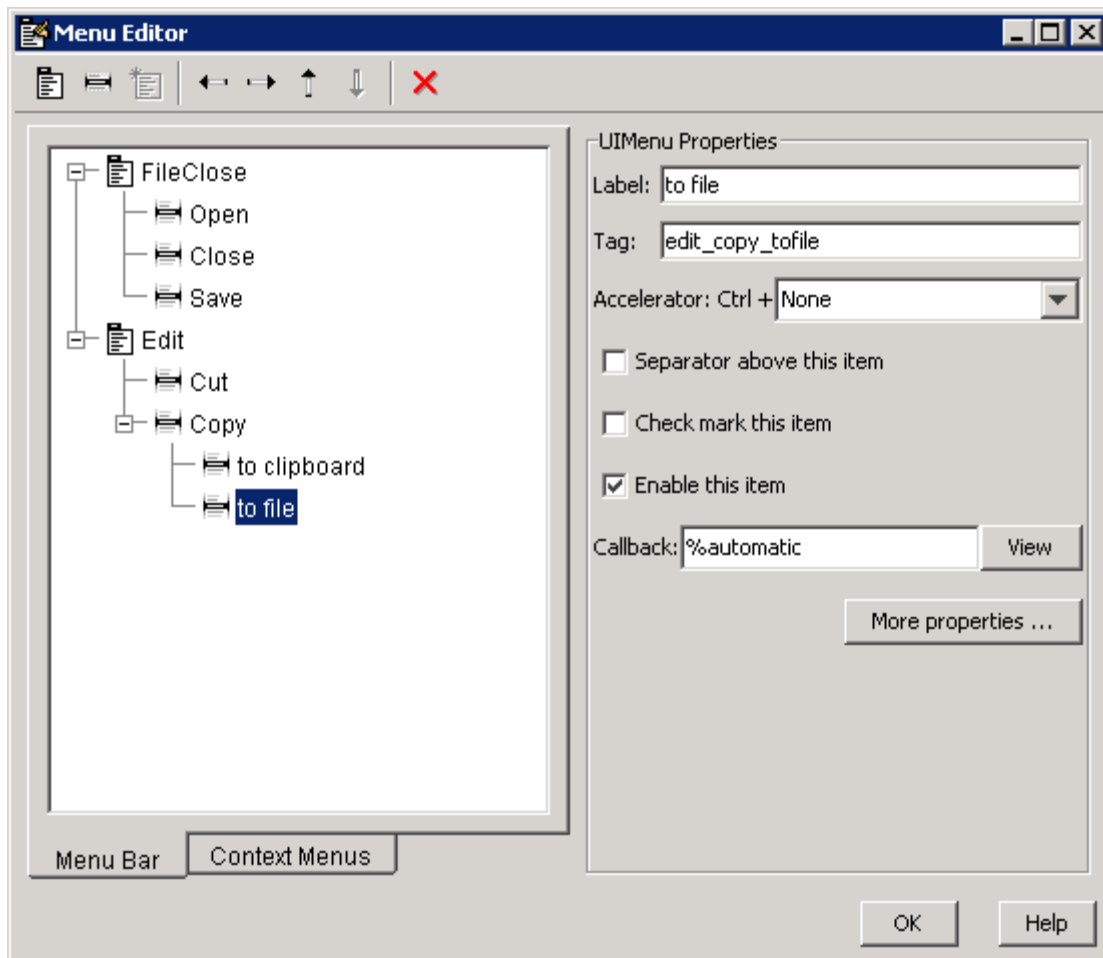 Menu Editor
FileClose
Open
Close
Save
Edit
Cut
Copy
to clipboard
to file
Menu Bar
Context Menus
UIMenu Properties
Label: to file
Tag: edit_copy_tofile
Accelerator: Ctrl + None
Separator above this item
Check mark this item
Enable this item
Callback: %automatic View
More properties ...
OK Help